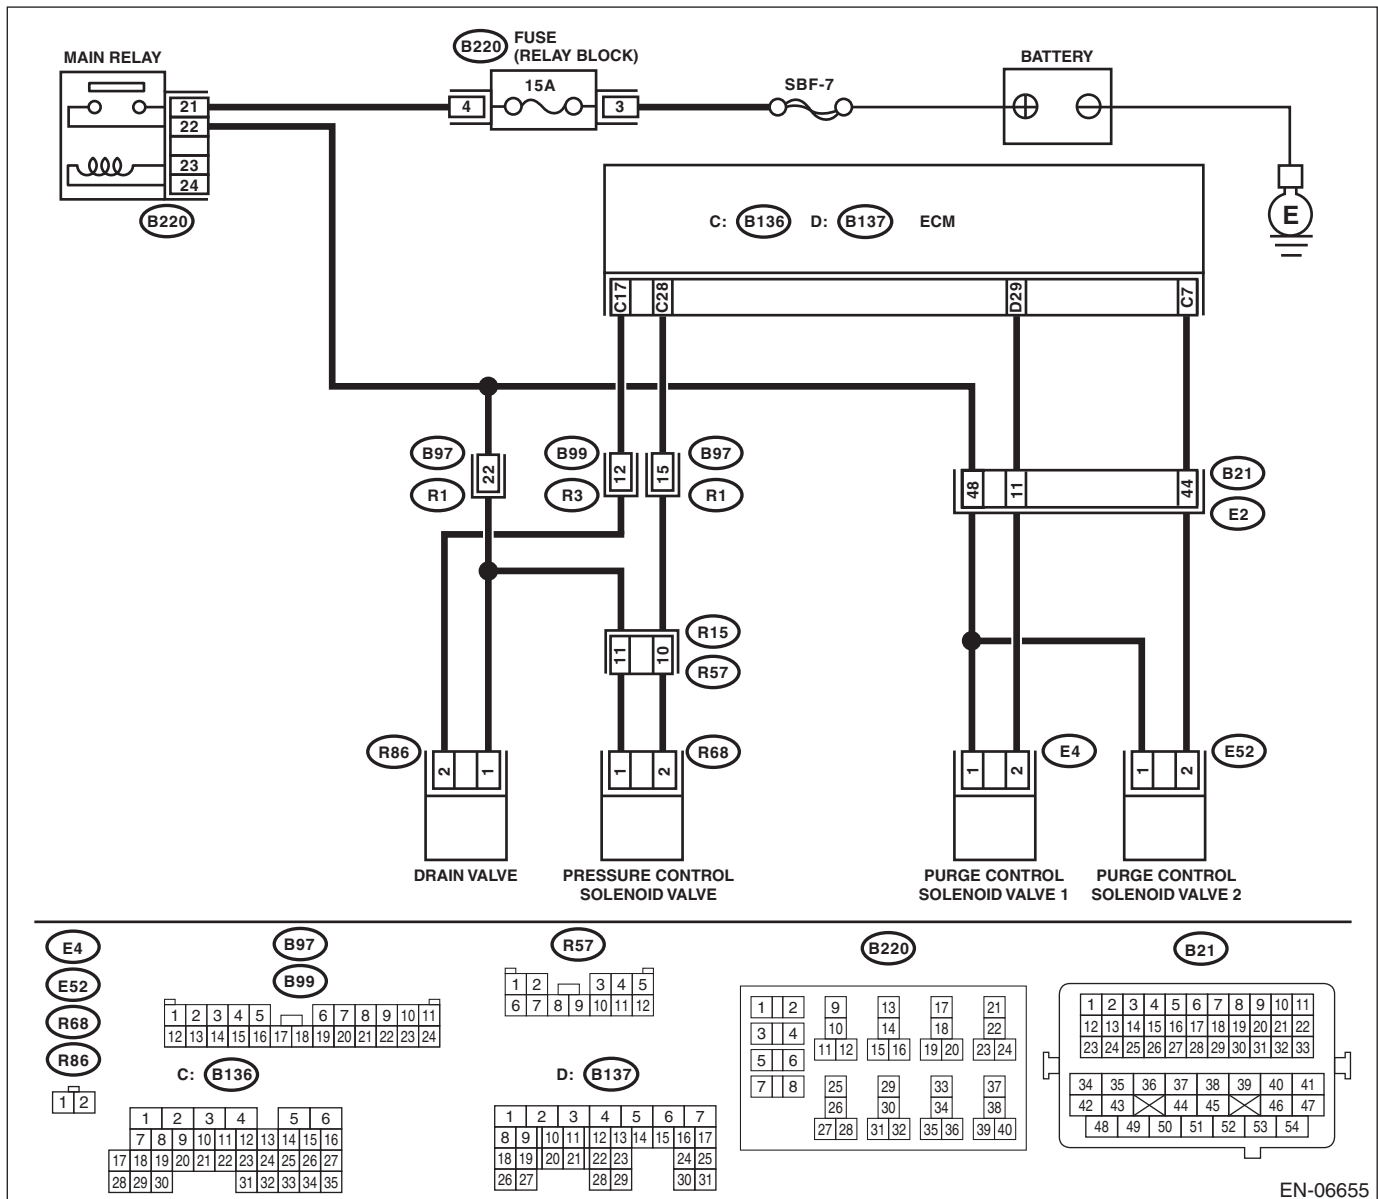 MAIN RELAY
B220
FUSE
(RELAY BLOCK)
15A
SBF-7
BATTERY
21
22
23
24
4
3
B220
E
C: B136 D: B137 ECM
C17 C28 D29 C7
B97 B99 B97
22 12 15
R1 R3 R1
48 11 44
B21
E2
R15
11 10
R57
R86 R68 E4 E52
2 1 1 2 1 2 1 2
DRAIN VALVE
PRESSURE CONTROL
SOLENOID VALVE
PURGE CONTROL
SOLENOID VALVE 1
PURGE CONTROL
SOLENOID VALVE 2
E4
E52
R68
R86
1 2
B97
B99
1 2 3 4 5 6 7 8 9 10 11
12 13 14 15 16 17 18 19 20 21 22 23 24
R57
1 2 3 4 5
6 7 8 9 10 11 12
C: B136
1 2 3 4 5 6
7 8 9 10 11 12 13 14 15 16
17 18 19 20 21 22 23 24 25 26 27
28 29 30 31 32 33 34 35
D: B137
1 2 3 4 5 6 7
8 9 10 11 12 13 14 15 16 17
18 19 20 21 22 23 24 25
26 27 28 29 30 31
B220
1 2 9 13 17 21
3 4 10 14 18 22
5 6 11 12 15 16 19 20 23 24
7 8 25 29 33 37
26 30 34 38
27 28 31 32 35 36 39 40
B21
1 2 3 4 5 6 7 8 9 10 11
12 13 14 15 16 17 18 19 20 21 22
23 24 25 26 27 28 29 30 31 32 33
34 35 36 37 38 39 40 41
42 43 44 45 46 47
48 49 50 51 52 53 54
EN-06655